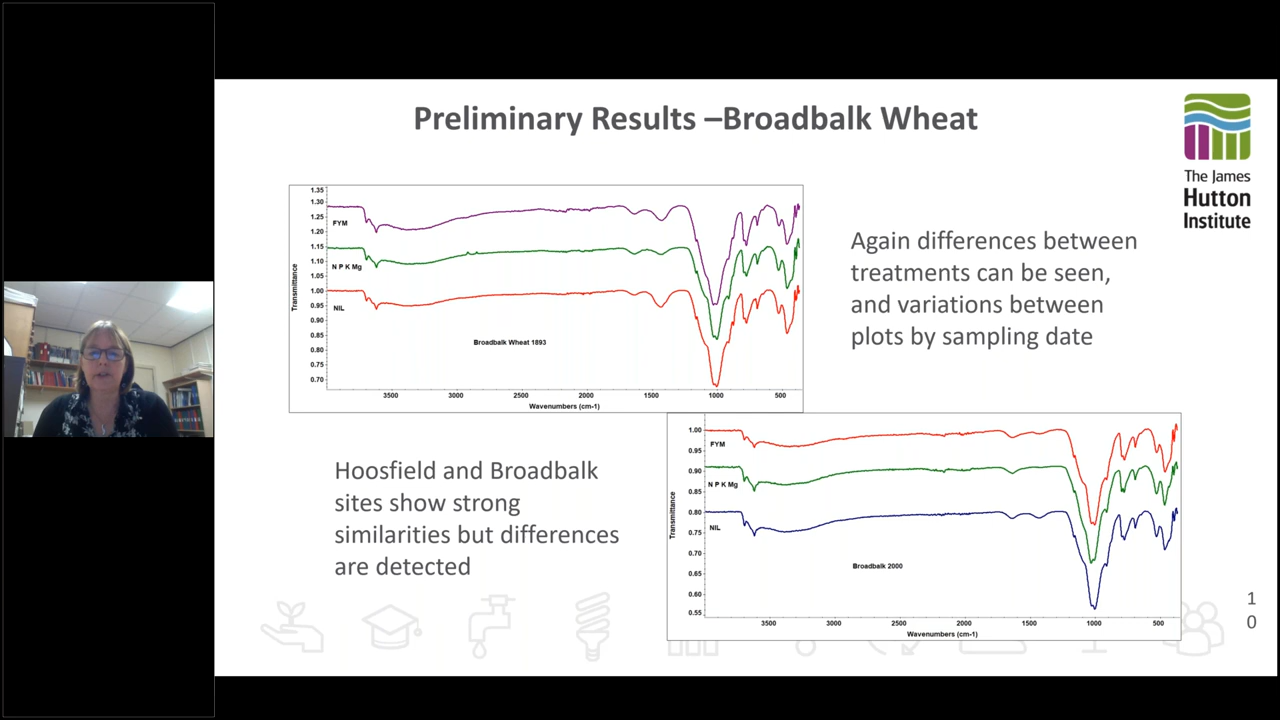 Preliminary Results –Broadbalk Wheat
The James
Hutton
Institute
1.35
1.30
1.25
1.20
1.15
1.10
1.05
1.00
0.95
0.90
0.85
0.80
0.75
0.70
Transmittance
FYM
N P K Mg
NIL
Broadbalk Wheat 1893
3500 3000 2500 2000 1500 1000 500
Wavenumbers (cm-1)
Again differences between
treatments can be seen,
and variations between
plots by sampling date
Hoosfield and Broadbalk
sites show strong
similarities but differences
are detected
1.00
0.95
0.90
0.85
0.80
0.75
0.70
0.65
0.60
0.55
Transmittance
FYM
N P K Mg
NIL
Broadbalk 2000
3500 3000 2500 2000 1500 1000 500
Wavenumbers (cm-1)
1
0